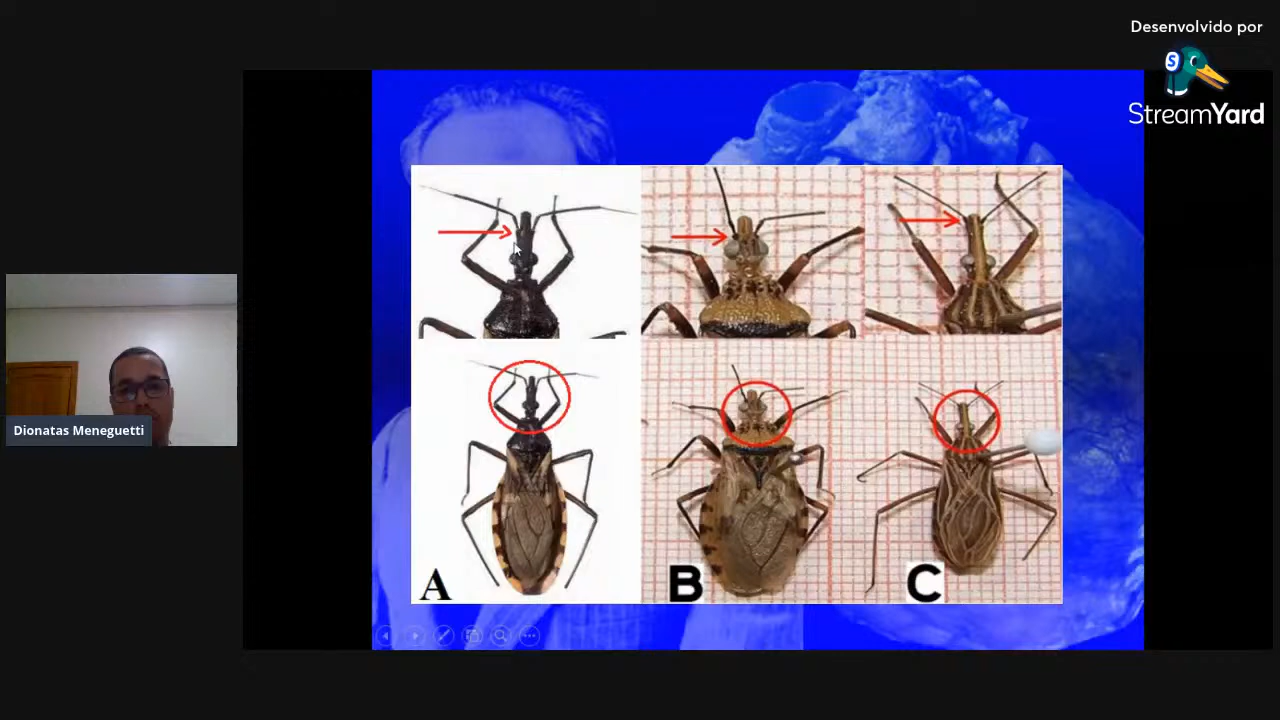 Desenvolvido por
StreamYard
Dionatas Meneguetti
A
B
C